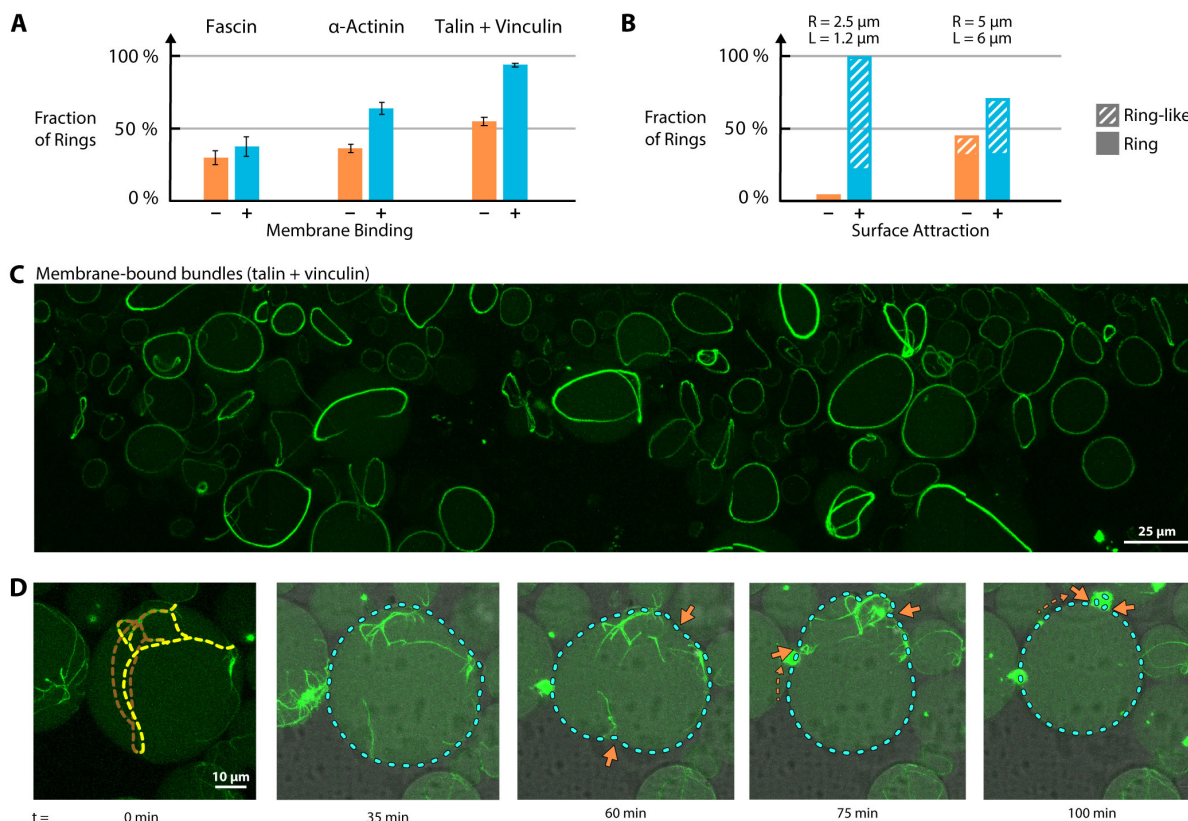 A
Fascin
α-Actinin
Talin + Vinculin
100 %
Fraction
of Rings
50 %
0 %
– + – + – +
Membrane Binding
B
R = 2.5 µm
L = 1.2 µm
R = 5 µm
L = 6 µm
100 %
Fraction
of Rings
50 %
0 %
– + – +
Surface Attraction
Ring-like
Ring
C Membrane-bound bundles (talin + vinculin)
25 µm
D
10 µm
t = 0 min 35 min 60 min 75 min 100 min